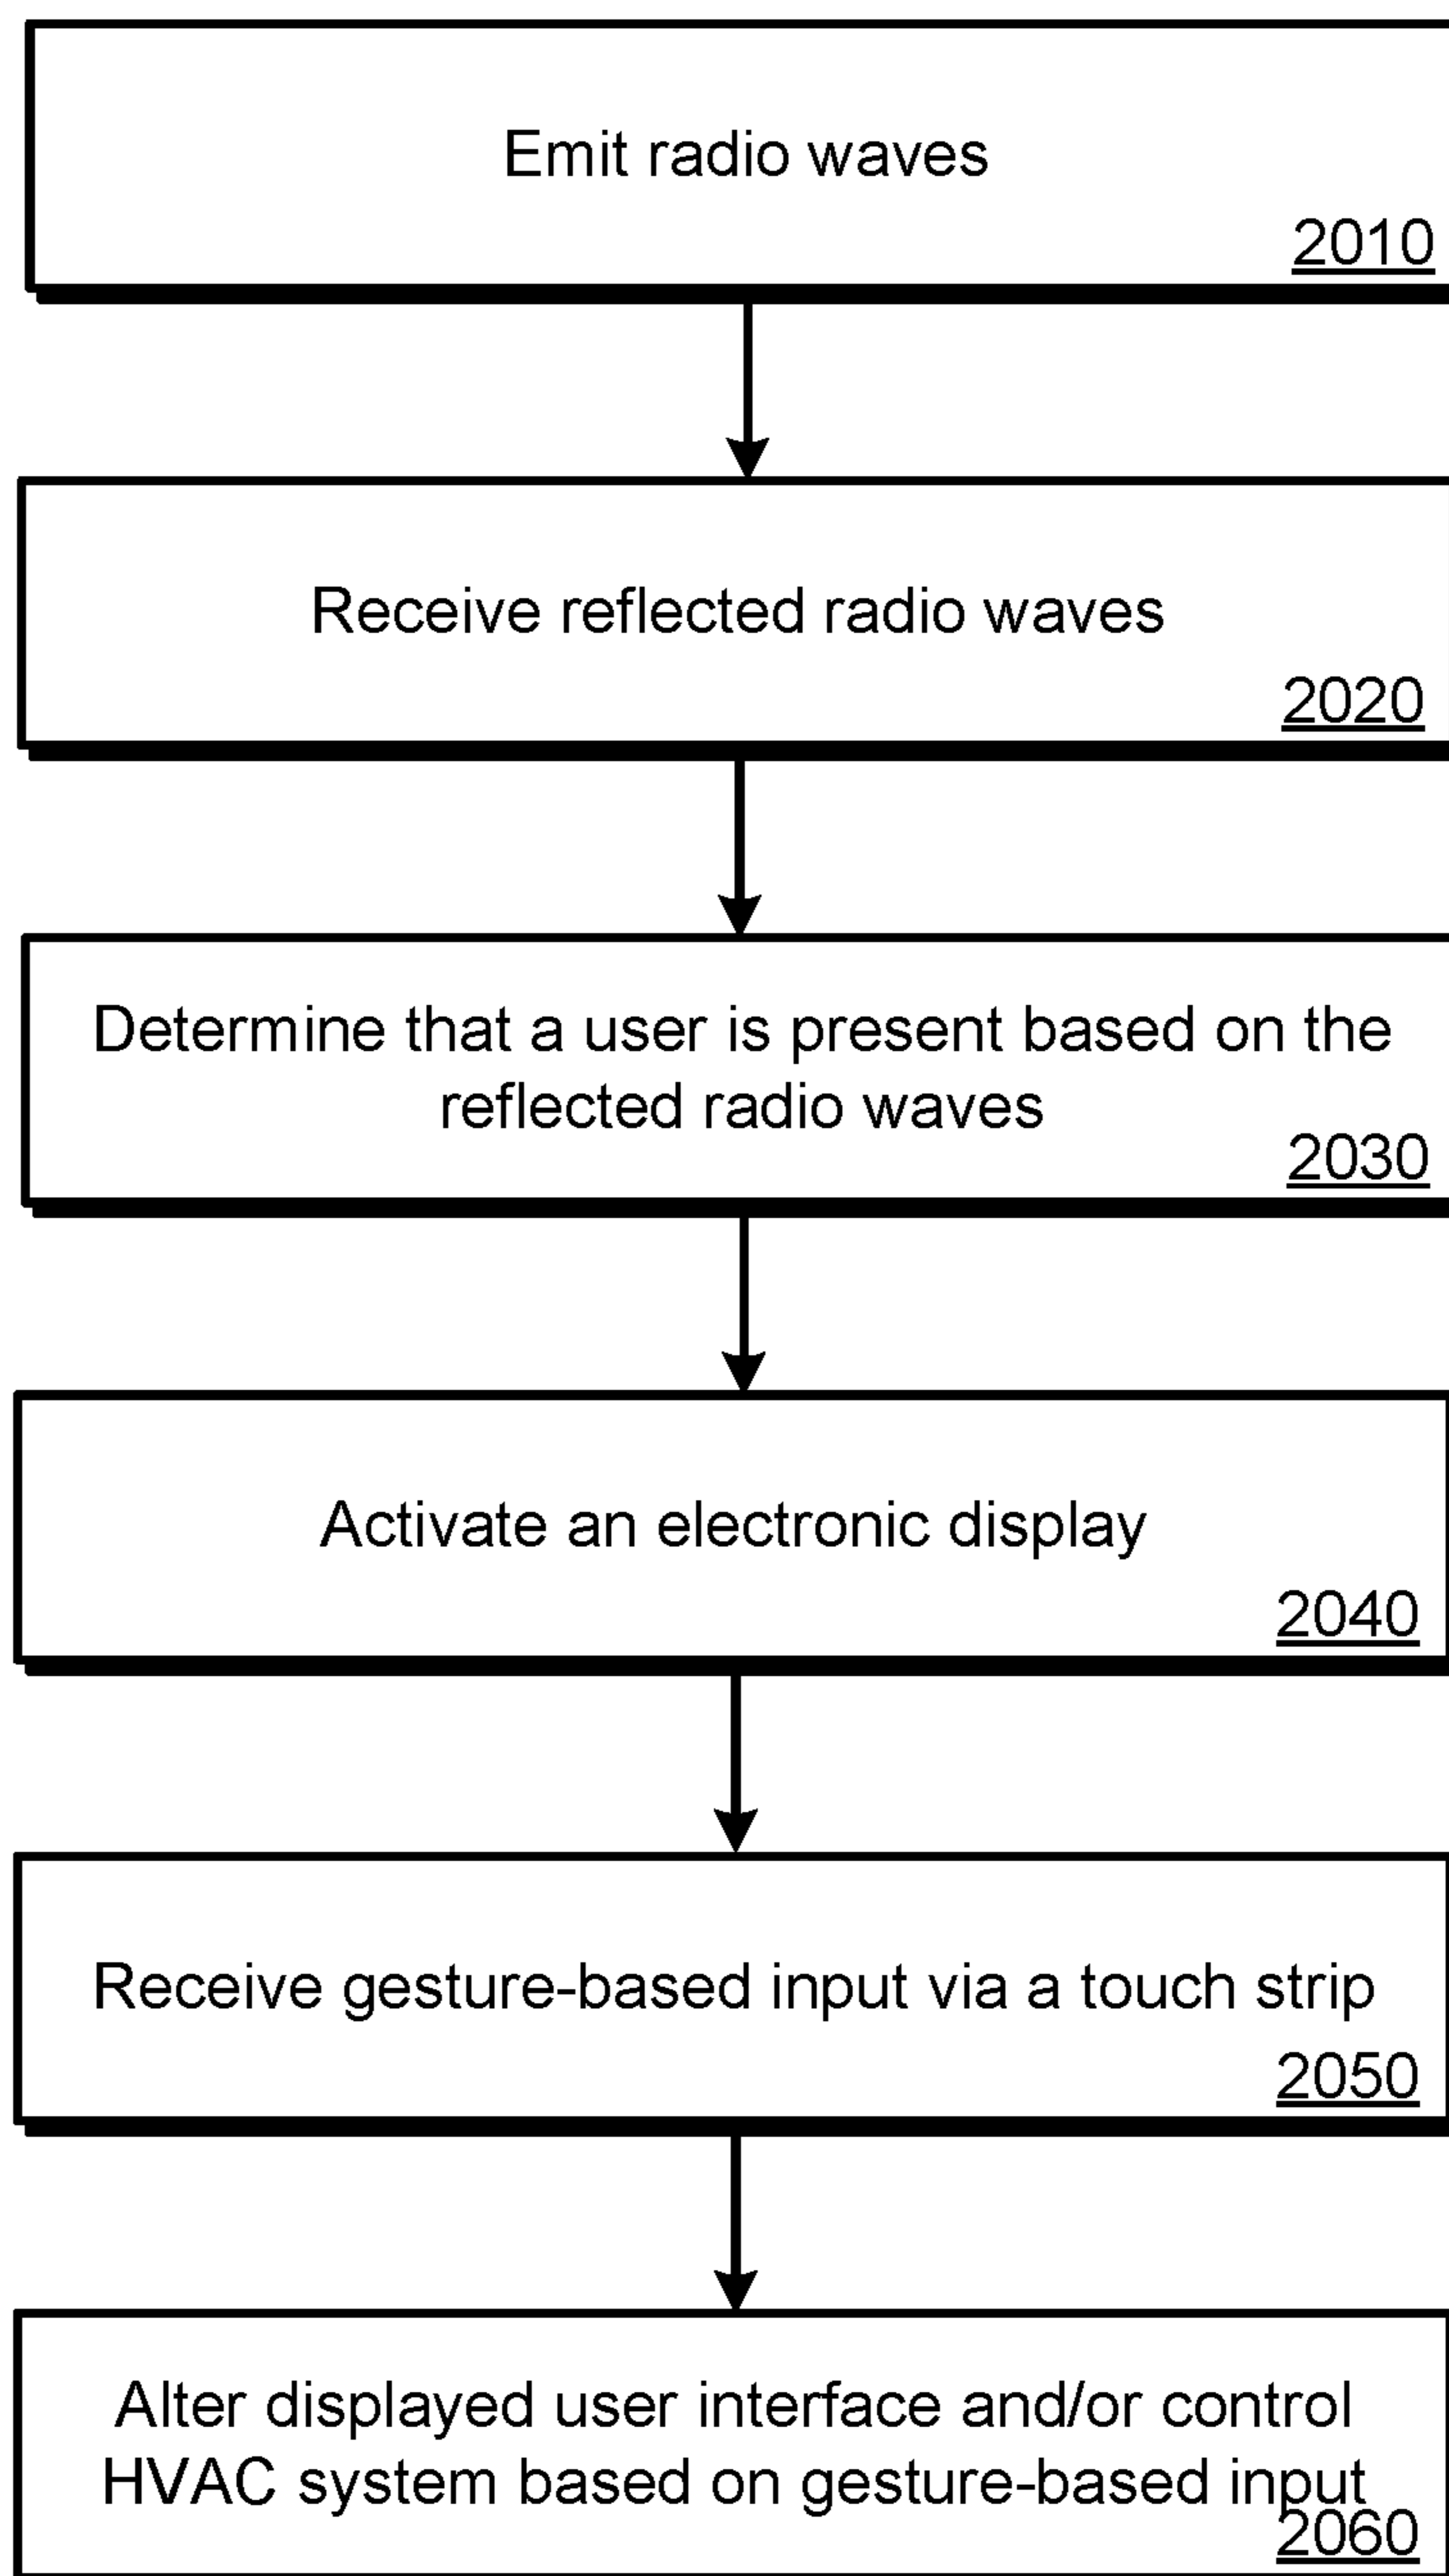 Emit radio waves
2010
Receive reflected radio waves
2020
Determine that a user is present based on the
reflected radio waves
2030
Activate an electronic display
2040
Receive gesture-based input via a touch strip
2050
Alter displayed user interface and/or control
HVAC system based on gesture-based input
2060